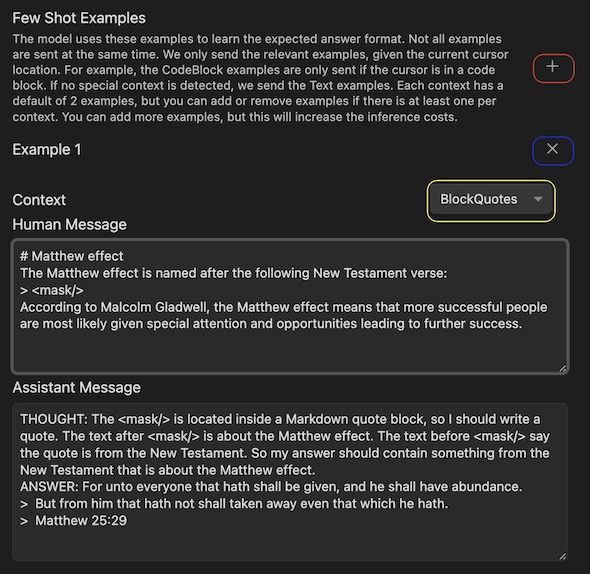 Few Shot Examples
The model uses these examples to learn the expected answer format. Not all examples
are sent at the same time. We only send the relevant examples, given the current cursor
location. For example, the CodeBlock examples are only sent if the cursor is in a code
block. If no special context is detected, we send the Text examples. Each context has a
default of 2 examples, but you can add or remove examples if there is at least one per
context. You can add more examples, but this will increase the inference costs.
Example 1
Context
BlockQuotes
Human Message
# Matthew effect
The Matthew effect is named after the following New Testament verse:
> <mask/>
According to Malcolm Gladwell, the Matthew effect means that more successful people
are most likely given special attention and opportunities leading to further success.
Assistant Message
THOUGHT: The <mask/> is located inside a Markdown quote block, so I should write a
quote. The text after <mask/> is about the Matthew effect. The text before <mask/> say
the quote is from the New Testament. So my answer should contain something from the
New Testament that is about the Matthew effect.
ANSWER: For unto everyone that hath shall be given, and he shall have abundance.
> But from him that hath not shall taken away even that which he hath.
> Matthew 25:29